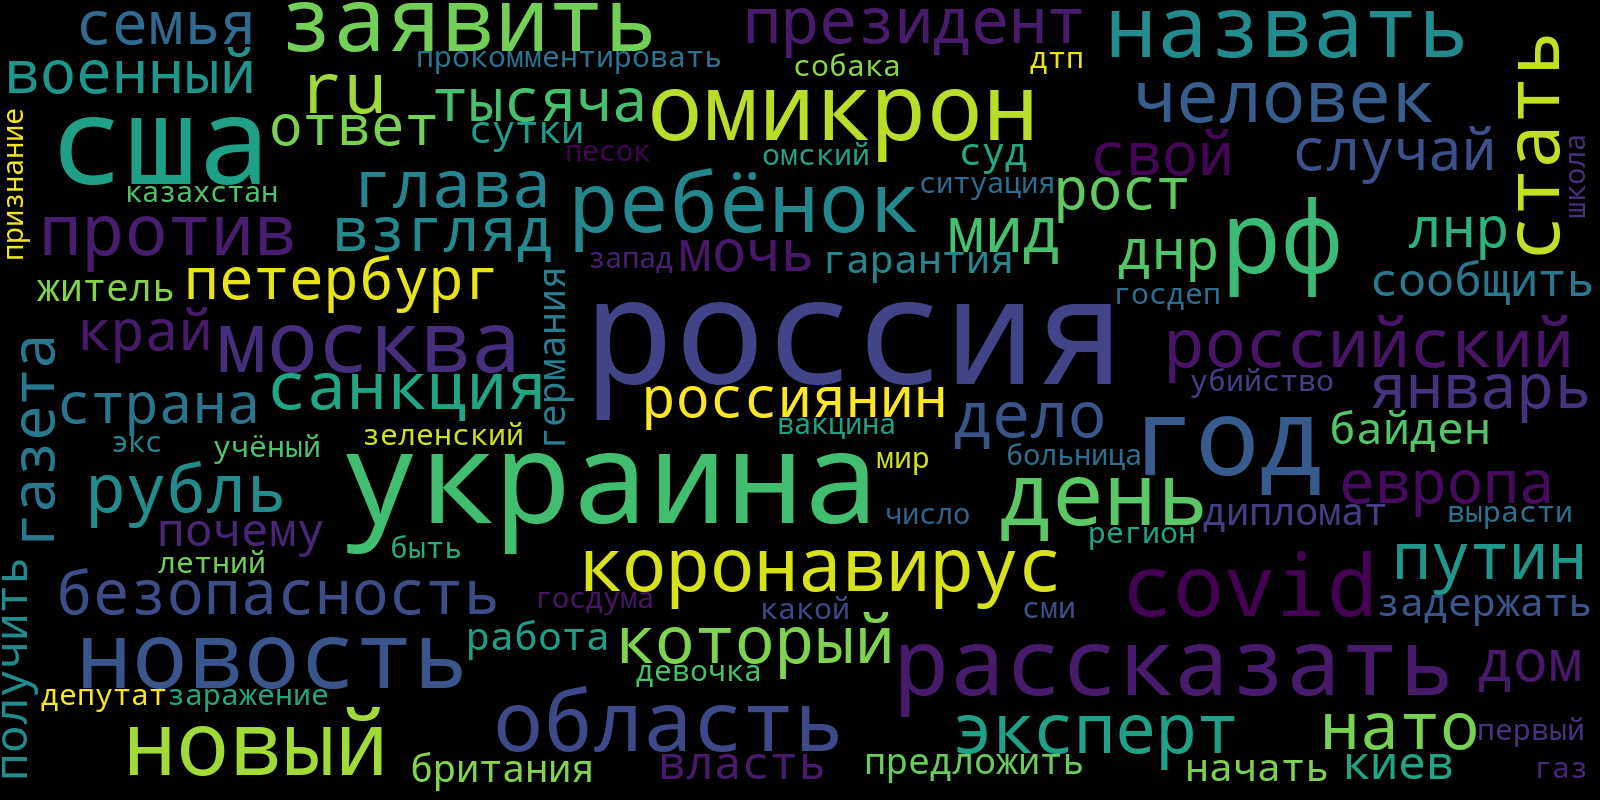 семья
заявить
президент
назвать
военный
прокомментировать
собака
дтп
стать
ru
тысяча
омикрон
человек
сша
ответ
сутки
песок
омский
суд
свой
случай
школа
признание
казахстан
глава
ребёнок
ситуация
рост
против
взгляд
запад
мочь
мид
гарантия
днр
рф
лнр
житель
петербург
германия
россия
госдеп
сообщить
край
москва
российский
газета
страна
санкция
россиянин
убийство
январь
вакцина
дело
год
байден
экс
учёный
зеленский
украина
мир
больница
европа
рубль
день
число
дипломат
вырасти
почему
быть
регион
летний
коронавирус
covid
путин
получить
безопасность
госдума
какой
сми
задержать
новость
работа
который
девочка
рассказать
дом
депутат
заражение
новый
область
эксперт
нато
первый
британия
власть
предложить
начать
киев
газ